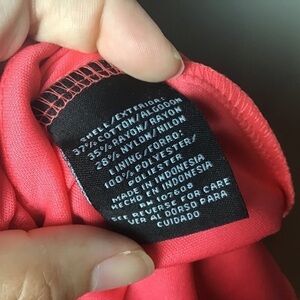 SHELL/EXTERIOR:
37% COTTON/ALGODON
35% RAYON/RAYON
28% NYLON/NILON
LINING/FORRO:
100% POLYESTER/
POLIESTER
MADE IN INDONESIA
HECHO EN INDONESIA
RN 107608
SEE REVERSE FOR CARE
VER AL DORSO PARA
CUIDADO